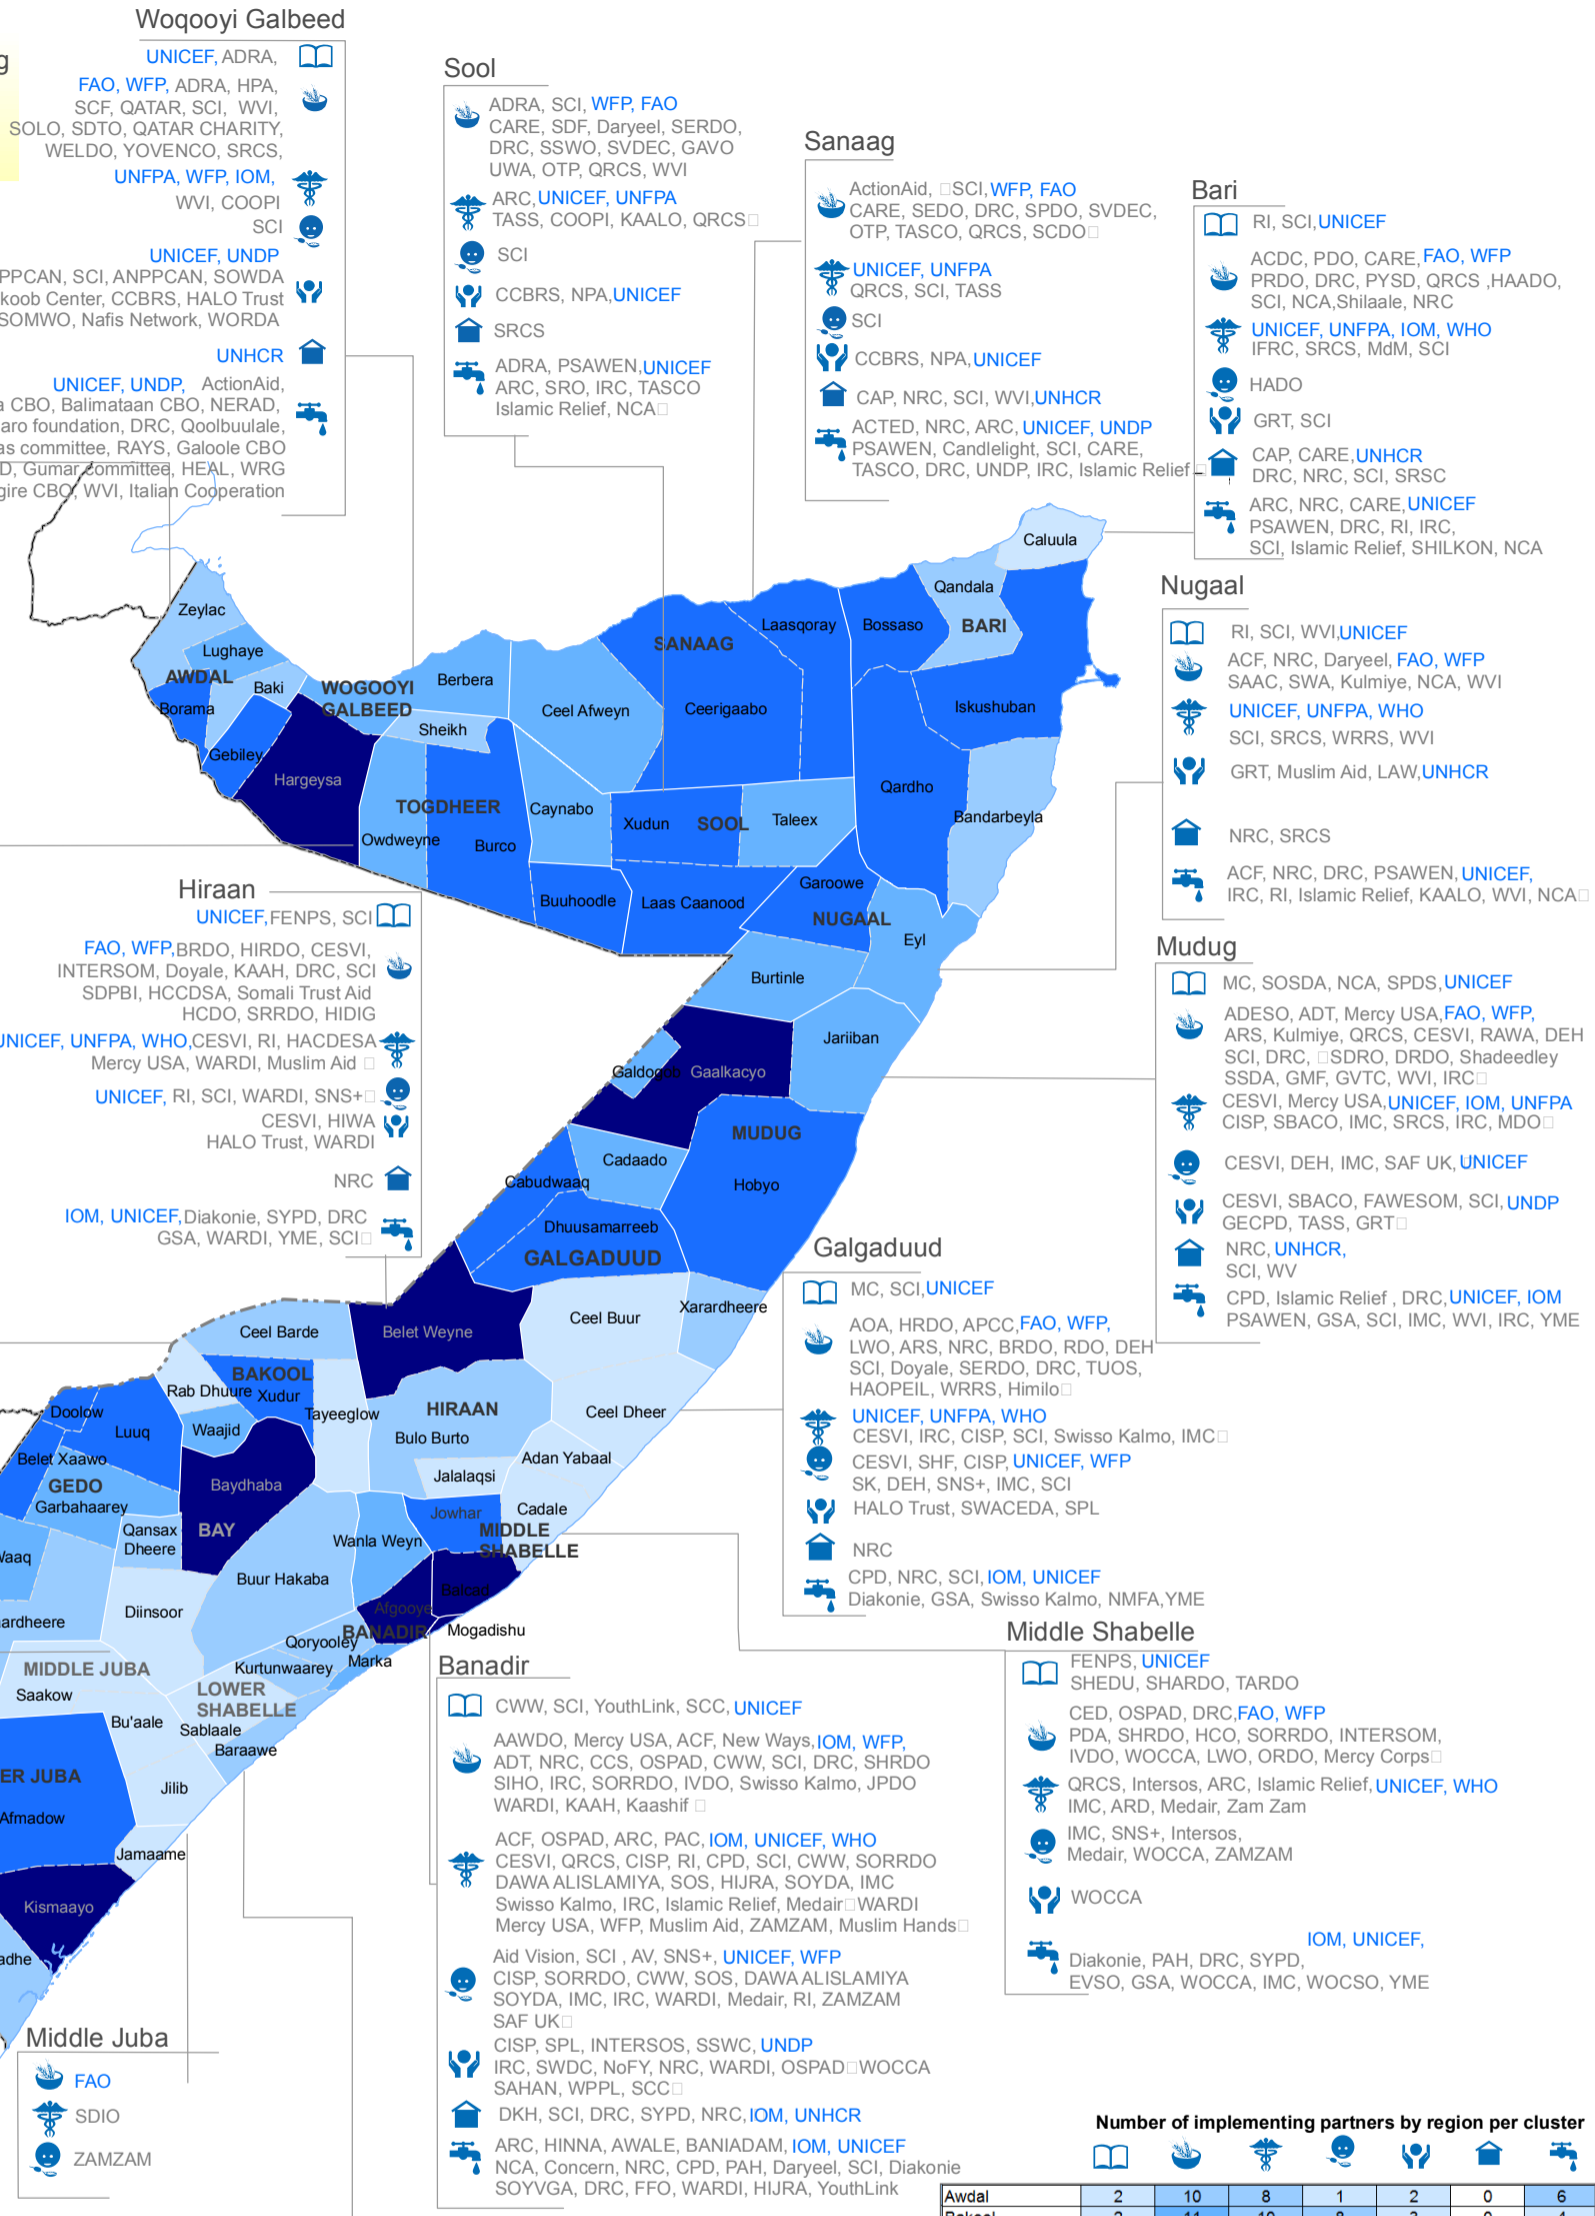 Woqooyi Galbeed
UNICEF, ADRA,
FAO, WFP, ADRA, HPA,
SCF, QATAR, SCI, WVI,
SOLO, SDTO, QATAR CHARITY,
WELDO, YOVENCO, SRCS,
UNFPA, WFP, IOM,
WVI, COOPI
SCI
UNICEF, UNDP
PPCAN, SCI, ANPPCAN, SOWDA
koob Center, CCBRS, HALO Trust
SOMWO, Nafis Network, WORDA
UNHCR
UNICEF, UNDP, ActionAid,
a CBO, Balimataan CBO, NERAD,
aro foundation, DRC, Qoolbuulale,
as committee, RAYS, Galoole CBO
D, Gumar committee, HEAL, WRG
gire CBO, WVI, Italian Cooperation
g
Sool
ADRA, SCI, WFP, FAO
CARE, SDF, Daryeel, SERDO,
DRC, SSWO, SVDEC, GAVO
UWA, OTP, QRCS, WVI
ARC, UNICEF, UNFPA
TASS, COOPI, KAALO, QRCS
SCI
CCBRS, NPA, UNICEF
SRCS
ADRA, PSAWEN, UNICEF
ARC, SRO, IRC, TASCO
Islamic Relief, NCA
Sanaag
ActionAid, SCI, WFP, FAO
CARE, SEDO, DRC, SPDO, SVDEC,
OTP, TASCO, QRCS, SCDO
UNICEF, UNFPA
QRCS, SCI, TASS
SCI
CCBRS, NPA, UNICEF
CAP, NRC, SCI, WVI, UNHCR
ACTED, NRC, ARC, UNICEF, UNDP
PSAWEN, Candlelight, SCI, CARE,
TASCO, DRC, UNDP, IRC, Islamic Relief
Bari
RI, SCI, UNICEF
ACDC, PDO, CARE, FAO, WFP
PRDO, DRC, PYSD, QRCS ,HAADO,
SCI, NCA,Shilaale, NRC
UNICEF, UNFPA, IOM, WHO
IFRC, SRCS, MdM, SCI
HADO
GRT, SCI
CAP, CARE, UNHCR
DRC, NRC, SCI, SRSC
ARC, NRC, CARE, UNICEF
PSAWEN, DRC, RI, IRC,
SCI, Islamic Relief, SHILKON, NCA
Nugaal
RI, SCI, WVI, UNICEF
ACF, NRC, Daryeel, FAO, WFP
SAAC, SWA, Kulmiye, NCA, WVI
UNICEF, UNFPA, WHO
SCI, SRCS, WRRS, WVI
GRT, Muslim Aid, LAW, UNHCR
NRC, SRCS
ACF, NRC, DRC, PSAWEN, UNICEF,
IRC, RI, Islamic Relief, KAALO, WVI, NCA
Mudug
MC, SOSDA, NCA, SPDS, UNICEF
ADESO, ADT, Mercy USA, FAO, WFP,
ARS, Kulmiye, QRCS, CESVI, RAWA, DEH
SCI, DRC, SDRO, DRDO, Shadeedley
SSDA, GMF, GVTC, WVI, IRC
CESVI, Mercy USA, UNICEF, IOM, UNFPA
CISP, SBACO, IMC, SRCS, IRC, MDO
CESVI, DEH, IMC, SAF UK, UNICEF
CESVI, SBACO, FAWESOM, SCI, UNDP
GECPD, TASS, GRT
NRC, UNHCR,
SCI, WV
CPD, Islamic Relief , DRC, UNICEF, IOM
PSAWEN, GSA, SCI, IMC, WVI, IRC, YME
Hiraan
UNICEF, FENPS, SCI
FAO, WFP, BRDO, HIRDO, CESVI,
INTERSOM, Doyale, KAAH, DRC, SCI
SDPBI, HCCDSA, Somali Trust Aid
HCDO, SRRDO, HIDIG
UNICEF, UNFPA, WHO, CESVI, RI, HACDESA
Mercy USA, WARDI, Muslim Aid
UNICEF, RI, SCI, WARDI, SNS+
CESVI, HIWA
HALO Trust, WARDI
NRC
IOM, UNICEF, Diakonie, SYPD, DRC
GSA, WARDI, YME, SCI
Galgaduud
MC, SCI, UNICEF
AOA, HRDO, APCC, FAO, WFP,
LWO, ARS, NRC, BRDO, RDO, DEH
SCI, Doyale, SERDO, DRC, TUOS,
HAOPEIL, WRRS, Himilo
UNICEF, UNFPA, WHO
CESVI, IRC, CISP, SCI, Swisso Kalmo, IMC
CESVI, SHF, CISP, UNICEF, WFP
SK, DEH, SNS+, IMC, SCI
HALO Trust, SWACEDA, SPL
NRC
CPD, NRC, SCI, IOM, UNICEF
Diakonie, GSA, Swisso Kalmo, NMFA,YME
Middle Shabelle
FENPS, UNICEF
SHEDU, SHARDO, TARDO
CED, OSPAD, DRC, FAO, WFP
PDA, SHRDO, HCO, SORRDO, INTERSOM,
IVDO, WOCCA, LWO, ORDO, Mercy Corps
QRCS, Intersos, ARC, Islamic Relief, UNICEF, WHO
IMC, ARD, Medair, Zam Zam
IMC, SNS+, Intersos,
Medair, WOCCA, ZAMZAM
WOCCA
IOM, UNICEF,
Diakonie, PAH, DRC, SYPD,
EVSO, GSA, WOCCA, IMC, WOCSO, YME
Banadir
CWW, SCI, YouthLink, SCC, UNICEF
AAWDO, Mercy USA, ACF, New Ways, IOM, WFP,
ADT, NRC, CCS, OSPAD, CWW, SCI, DRC, SHRDO
SIHO, IRC, SORRDO, IVDO, Swisso Kalmo, JPDO
WARDI, KAAH, Kaashif
ACF, OSPAD, ARC, PAC, IOM, UNICEF, WHO
CESVI, QRCS, CISP, RI, CPD, SCI, CWW, SORRDO
DAWA ALISLAMIYA, SOS, HIJRA, SOYDA, IMC
Swisso Kalmo, IRC, Islamic Relief, Medair WARDI
Mercy USA, WFP, Muslim Aid, ZAMZAM, Muslim Hands
Aid Vision, SCI , AV, SNS+, UNICEF, WFP
CISP, SORRDO, CWW, SOS, DAWA ALISLAMIYA
SOYDA, IMC, IRC, WARDI, Medair, RI, ZAMZAM
SAF UK
CISP, SPL, INTERSOS, SSWC, UNDP
IRC, SWDC, NoFY, NRC, WARDI, OSPAD WOCCA
SAHAN, WPPL, SCC
DKH, SCI, DRC, SYPD, NRC, IOM, UNHCR
ARC, HINNA, AWALE, BANIADAM, IOM, UNICEF
NCA, Concern, NRC, CPD, PAH, Daryeel, SCI, Diakonie
SOYVGA, DRC, FFO, WARDI, HIJRA, YouthLink
Middle Juba
FAO
SDIO
ZAMZAM
Caluula
Zeylac
Qandala
Laasqoray
Bossaso
BARI
SANAAG
Lughaye
AWDAL
Baki
WOGOOYI
GALBEED
Berbera
Borama
Ceel Afweyn
Ceerigaabo
Iskushuban
Sheikh
Gebiley
Hargeysa
Qardho
TOGDHEER
Caynabo
Xudun
SOOL
Taleex
Bandarbeyla
Owdweyne
Burco
Garoowe
Buuhoodle
Laas Caanood
NUGAAL
Eyl
Burtinle
Jariiban
Galdogob
Gaalkacyo
MUDUG
Cadaado
Cabudwaaq
Hobyo
Dhuusamarreeb
GALGADUUD
Xarardheere
Ceel Buur
Ceel Barde
Belet Weyne
BAKOOL
Rab Dhuure
Xudur
Tayeeglow
HIRAAN
Ceel Dheer
Doolow
Luuq
Waajid
Bulo Burto
Belet Xaawo
Adan Yabaal
GEDO
Baydhaba
Jalalaqsi
Garbahaarey
Jowhar
Cadale
Qansax
Dheere
BAY
Wanla Weyn
MIDDLE
SHABELLE
Waaq
Buur Hakaba
Balcad
Diinsoor
Afgooye
ardheere
BANADIR
Mogadishu
Qoryooley
Marka
MIDDLE JUBA
Kurtunwaarey
Saakow
LOWER
SHABELLE
Bu'aale
Sablaale
Baraawe
ER JUBA
Jilib
Afmadow
Jamaame
Kismaayo
adhe
Number of implementing partners by region per cluster
Awdal 2 10 8 1 2 0 6